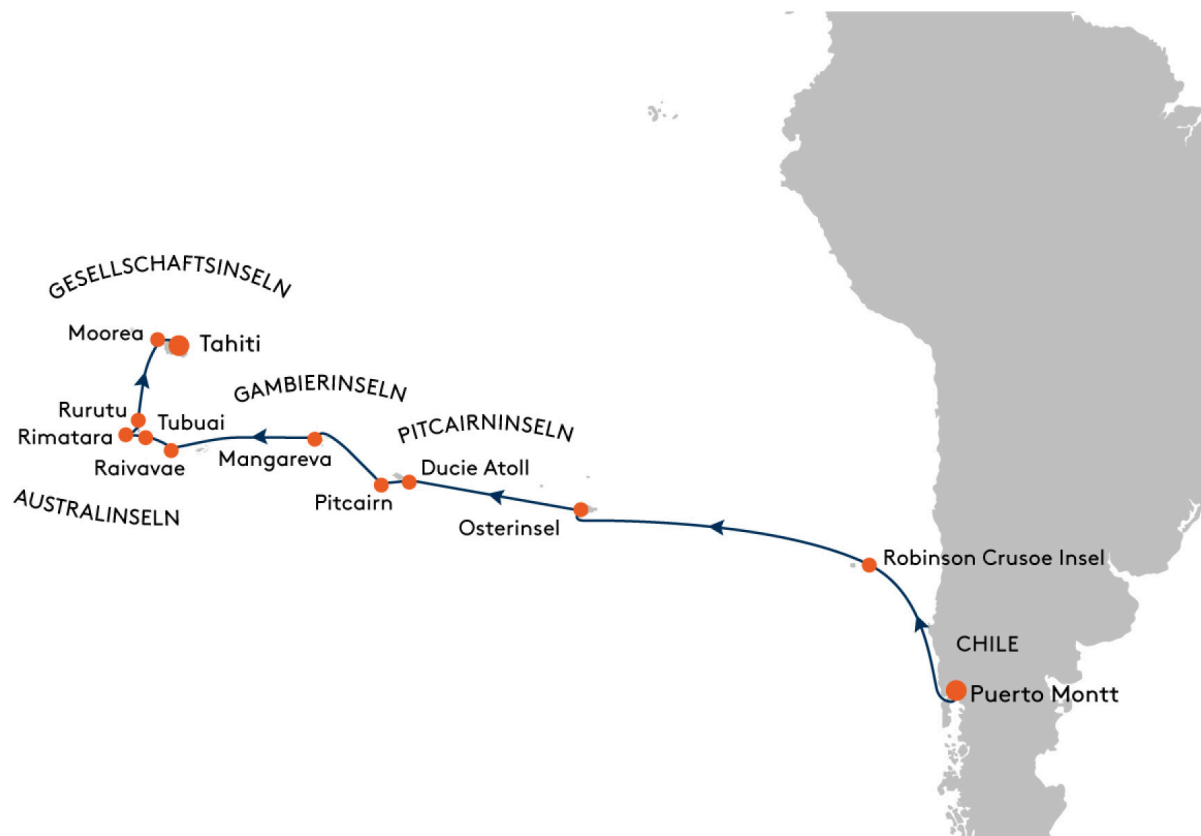 GESELLSCHAFTSINSELN
Moorea
Tahiti
GAMBIERINSELN
Rurutu
Tubuai
Rimatara
PITCAIRNINSELN
Raivavae
Mangareva
Ducie Atoll
Pitcairn
AUSTRALINSELN
Osterinsel
Robinson Crusoe Insel
CHILE
Puerto Montt